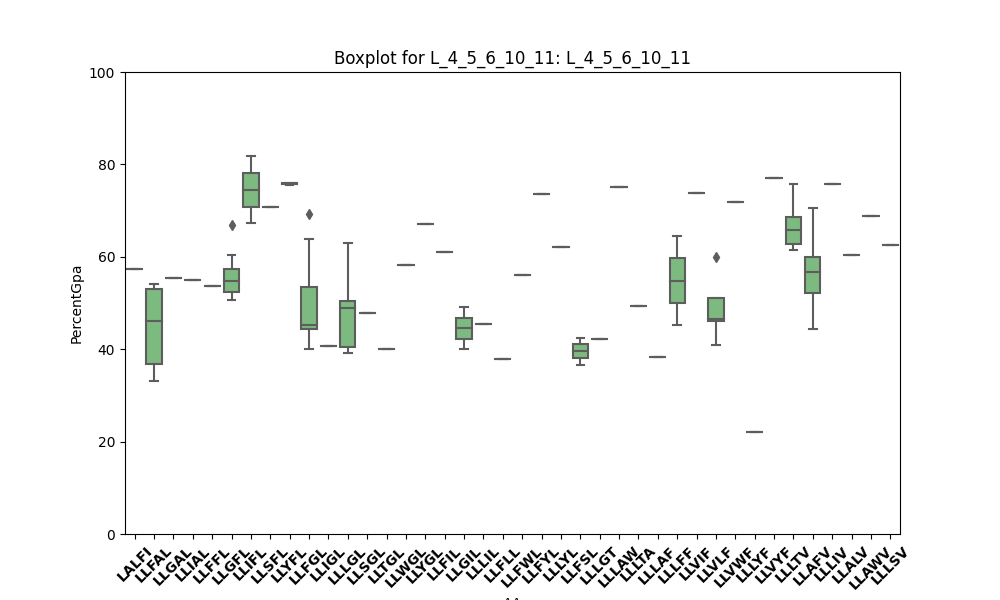 Boxplot for L_4_5_6_10_11: L_4_5_6_10_11
PercentGpa
100
80
60
40
20
0
LALFI
LLFAL
LLGAL
LLIAL
LLFFL
LLGFL
LLIFL
LLSFL
LLYFL
LLFGL
LLIGL
LLLGL
LLSGL
LLTGL
LLWGL
LLYGL
LLFIL
LLGIL
LLLIL
LLFLL
LLFWL
LLFYL
LLLYL
LLFSL
LLLGT
LLLAW
LLLTA
LLLAF
LLLFF
LLVIF
LLVLF
LLVWF
LLLYF
LLVYF
LLLTV
LLAFV
LLLIV
LLALV
LLAWV
LLLSV